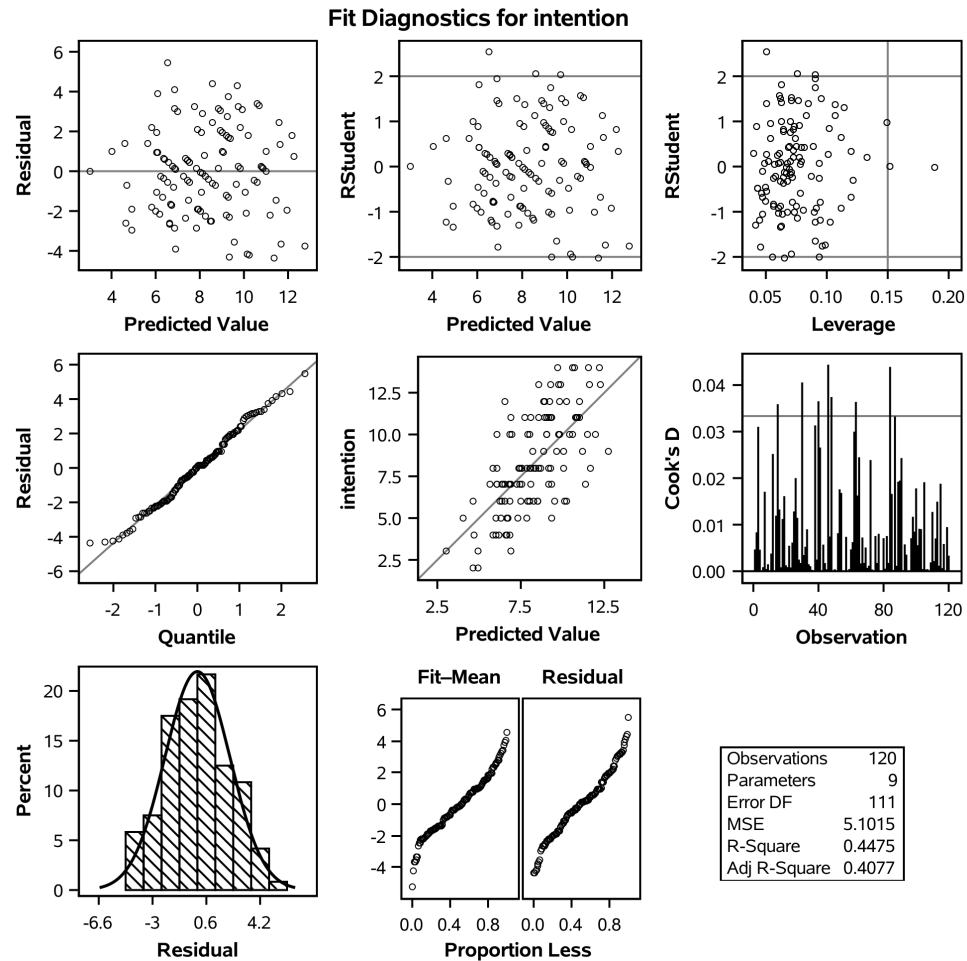 Fit Diagnostics for intention
6
4
2
0
-2
-4
Residual
4 6 8 10 12
Predicted Value
2
1
0
-1
-2
RStudent
4 6 8 10 12
Predicted Value
2
1
0
-1
-2
RStudent
0.05 0.10 0.15 0.20
Leverage
6
4
2
0
-2
-4
-6
Residual
-2 -1 0 1 2
Quantile
12.5
10.0
7.5
5.0
2.5
intention
2.5 7.5 12.5
Predicted Value
0.04
0.03
0.02
0.01
0.00
Cook's D
0 40 80 120
Observation
20
15
10
5
0
Percent
-6.6 -3 0.6 4.2
Residual
Fit–Mean Residual
6
4
2
0
-2
-4
0.0 0.4 0.8 0.0 0.4 0.8
Proportion Less
Observations 120
Parameters 9
Error DF 111
MSE 5.1015
R-Square 0.4475
Adj R-Square 0.4077